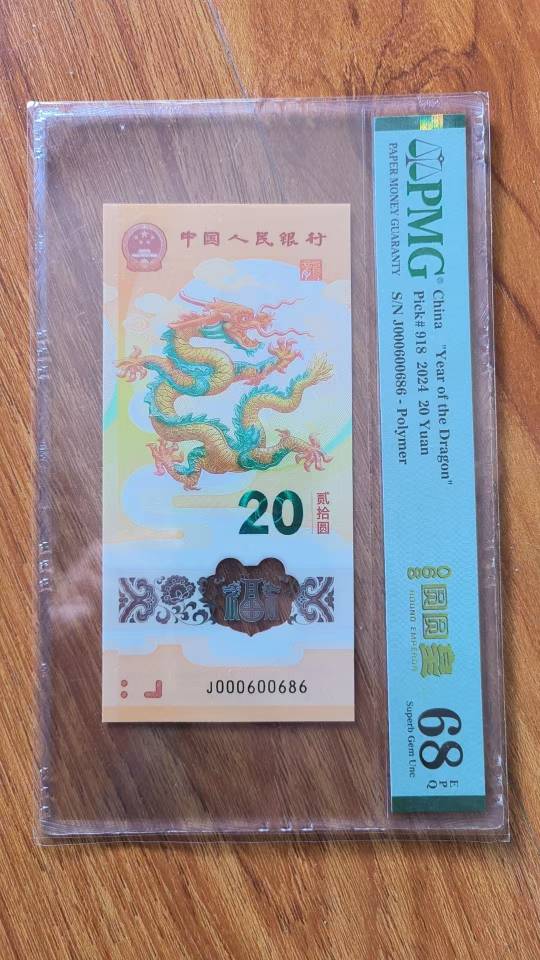 中国人民银行
20
贰拾圆
J000600686
PMG®
PAPER MONEY GUARANTY
China "Year of the Dragon"
Pick# 918 2024 20 Yuan
S/N J000600686 - Polymer
ROUND EMPEROR
68 EPQ
Superb Gem Unc